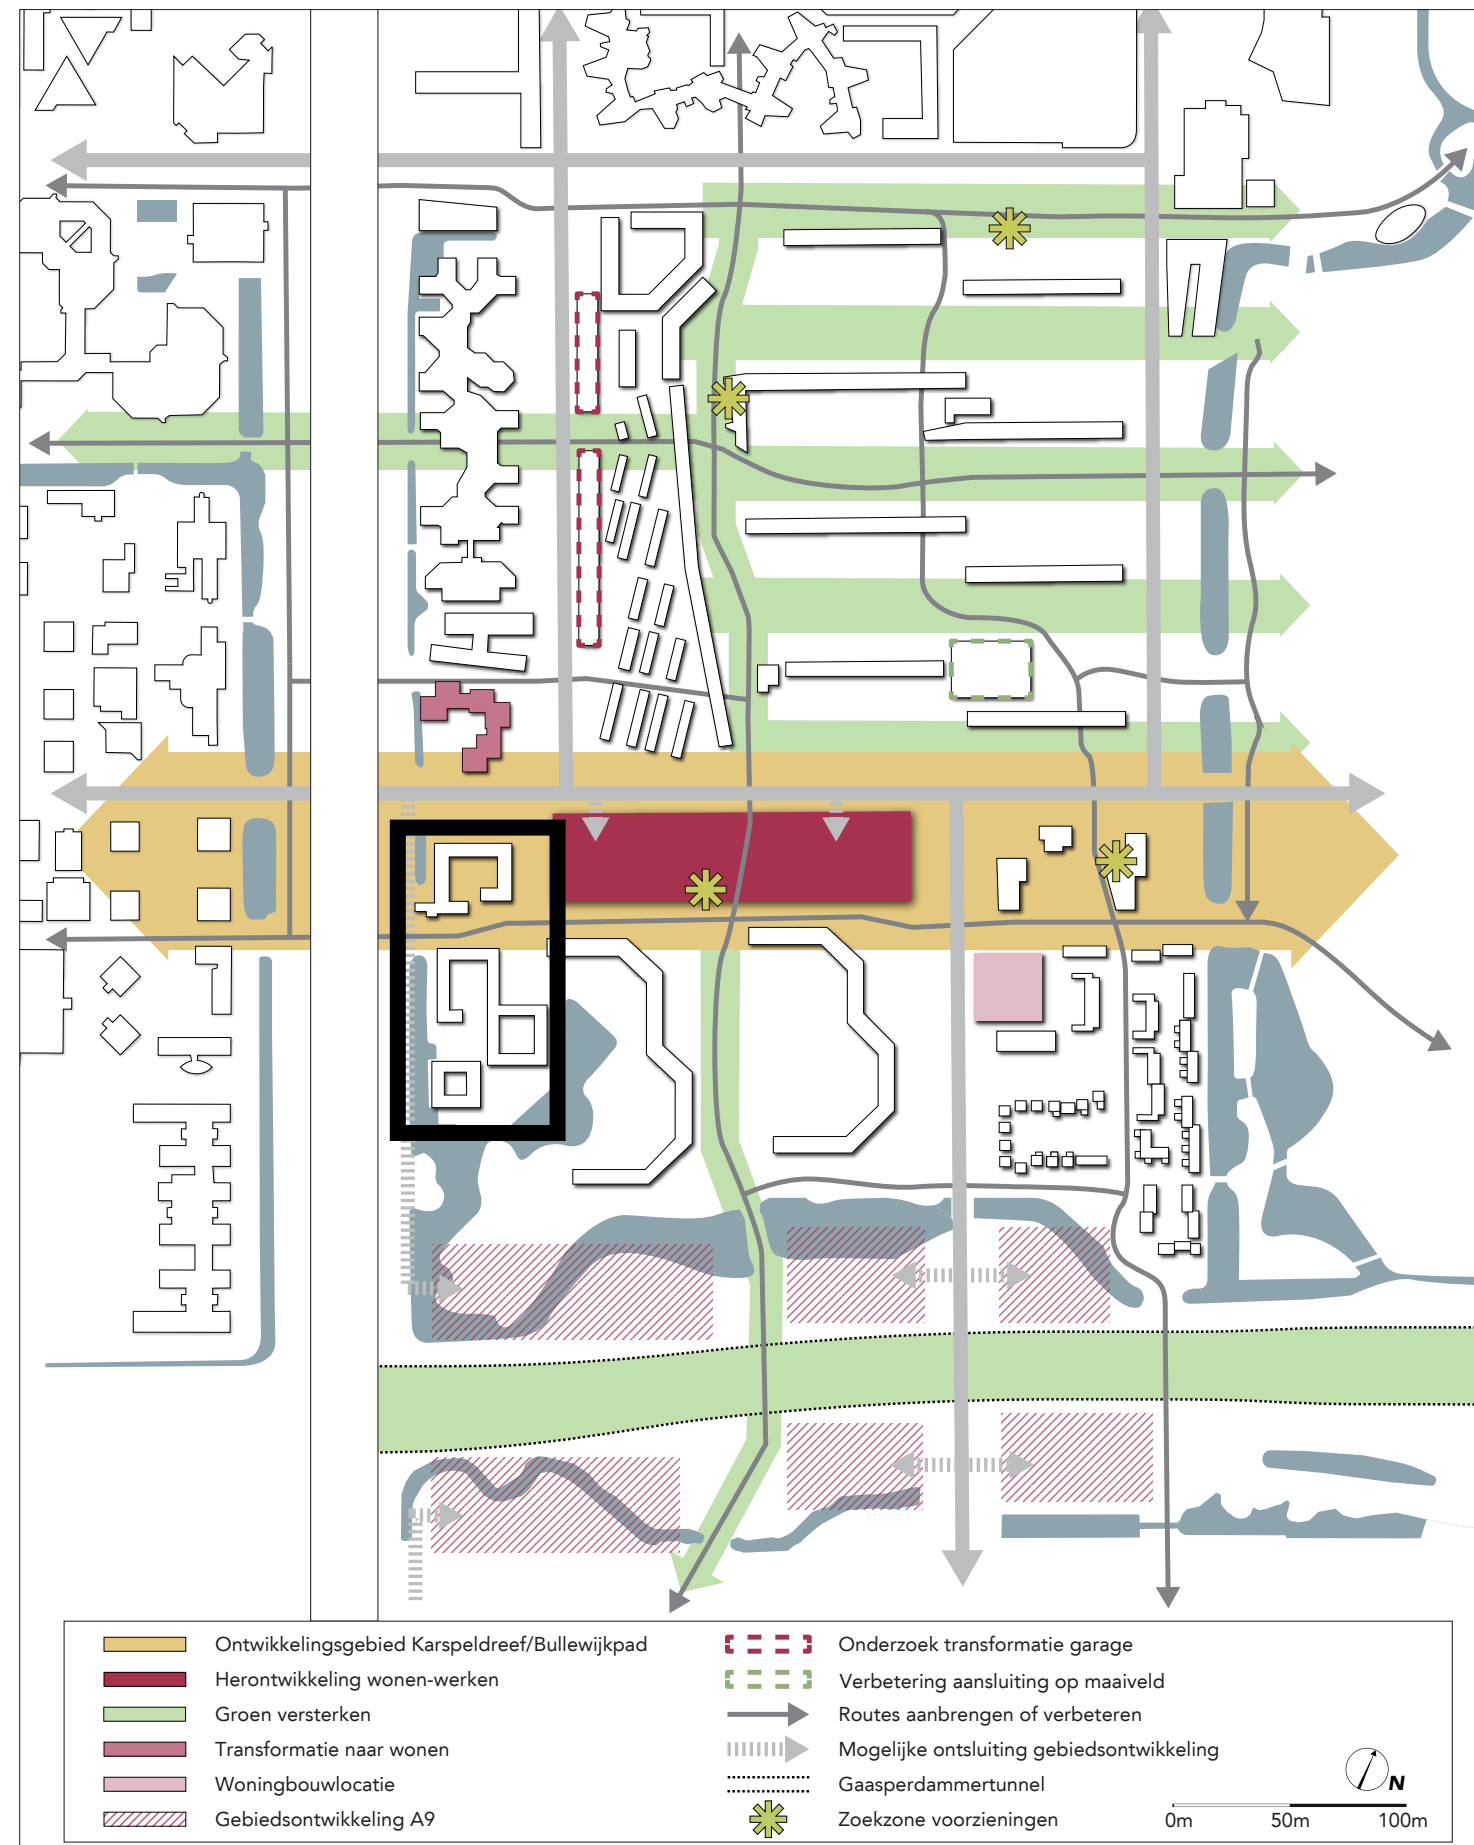 Ontwikkelingsgebied Karspeldreef/Bullewijkpad
Herontwikkeling wonen-werken
Groen versterken
Transformatie naar wonen
Woningbouwlocatie
Gebiedsontwikkeling A9
Onderzoek transformatie garage
Verbetering aansluiting op maaiveld
Routes aanbrengen of verbeteren
Mogelijke ontsluiting gebiedsontwikkeling
Gaasperdammertunnel
Zoekzone voorzieningen
N
0m 50m 100m